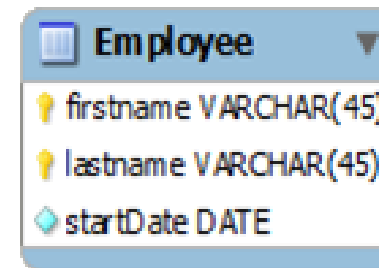 Employee
firstname VARCHAR(45)
lastname VARCHAR(45)
startDate DATE